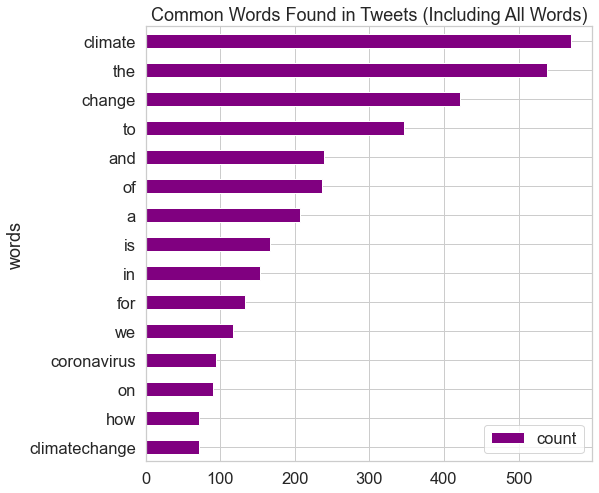 Common Words Found in Tweets (Including All Words)
climate
the
change
to
and
of
a
is
in
for
we
coronavirus
on
how
climatechange
words
0 100 200 300 400 500
count